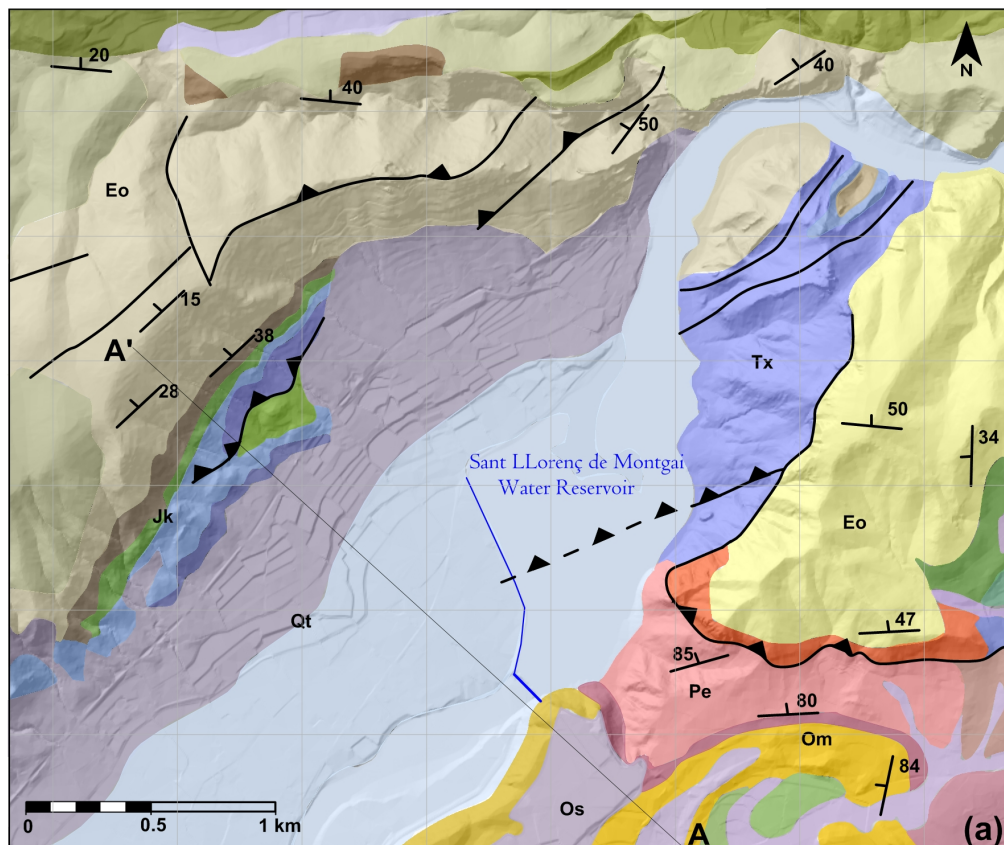 20
40
N
40
50
Eo
15
A'
38
Tx
28
50
34
Sant LLorenç de Montgai
Water Reservoir
Jk
Eo
Qt
47
85
Pe
80
Om
84
Os
0
0.5
1 km
A
(a)